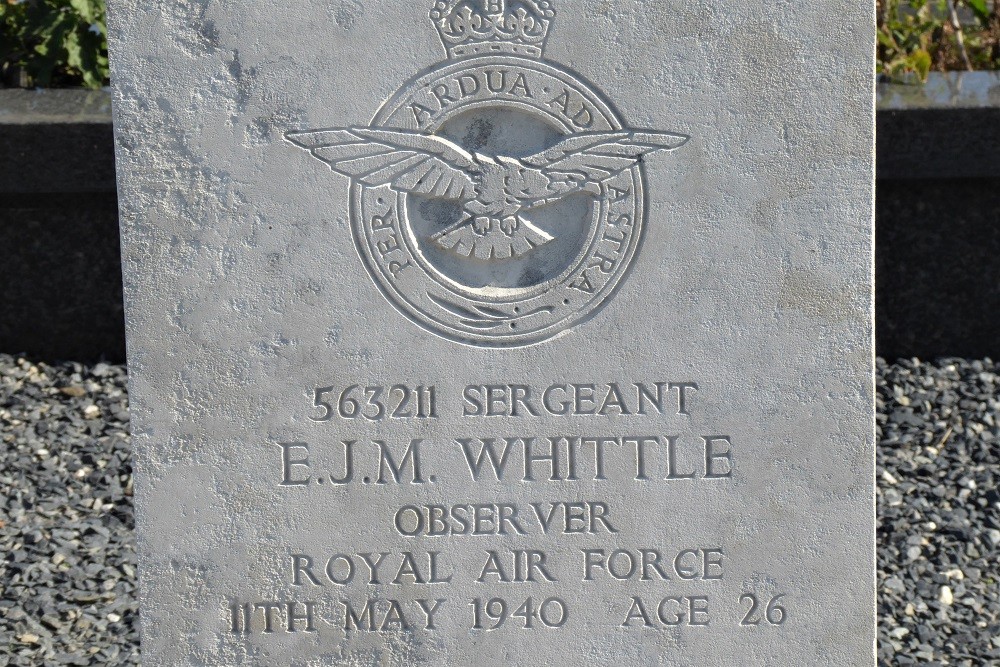 PER · ARDUA · AD ASTRA ·
563211 SERGEANT
E.J.M. WHITTLE
OBSERVER
ROYAL AIR FORCE
11TH MAY 1940 AGE 26